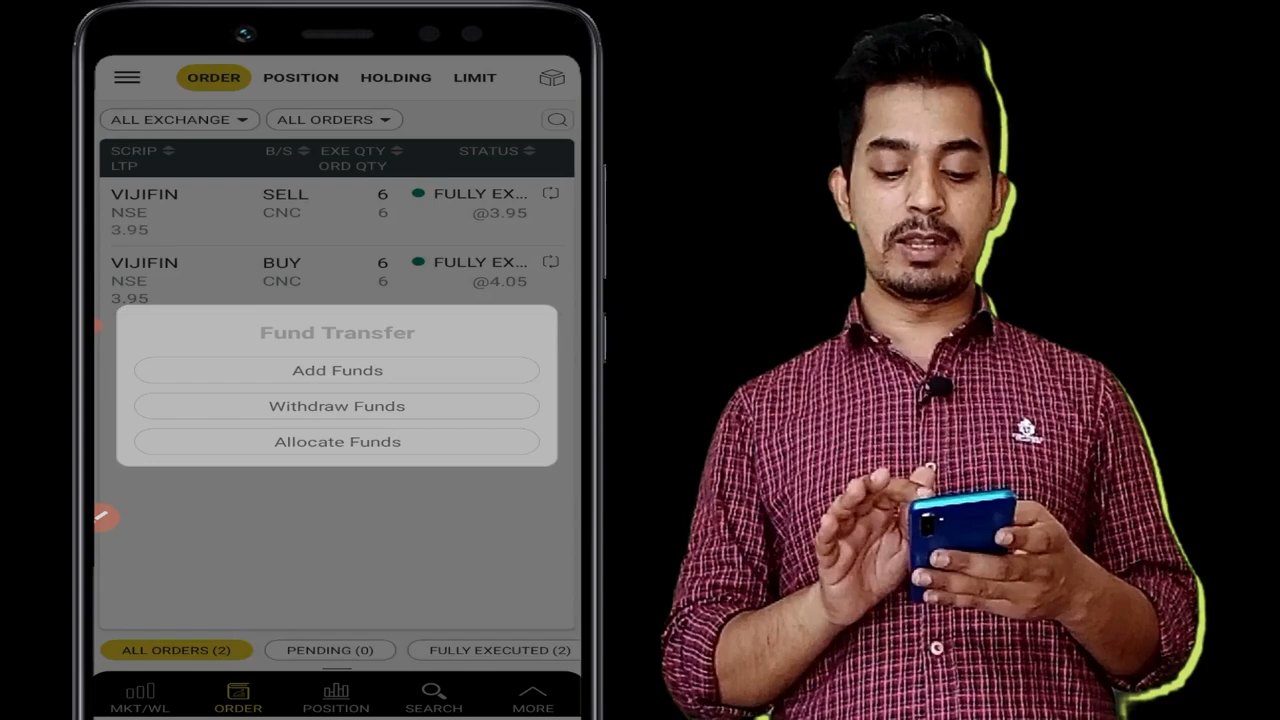 ORDER POSITION HOLDING LIMIT
ALL EXCHANGE ALL ORDERS
SCRIP B/S EXE QTY STATUS
LTP ORD QTY
VIJIFIN SELL 6 FULLY EX...
NSE CNC 6 @3.95
3.95
VIJIFIN BUY 6 FULLY EX...
NSE CNC 6 @4.05
3.95
Fund Transfer
Add Funds
Withdraw Funds
Allocate Funds
ALL ORDERS (2) PENDING (0) FULLY EXECUTED (2)
MKT/WL ORDER POSITION SEARCH MORE